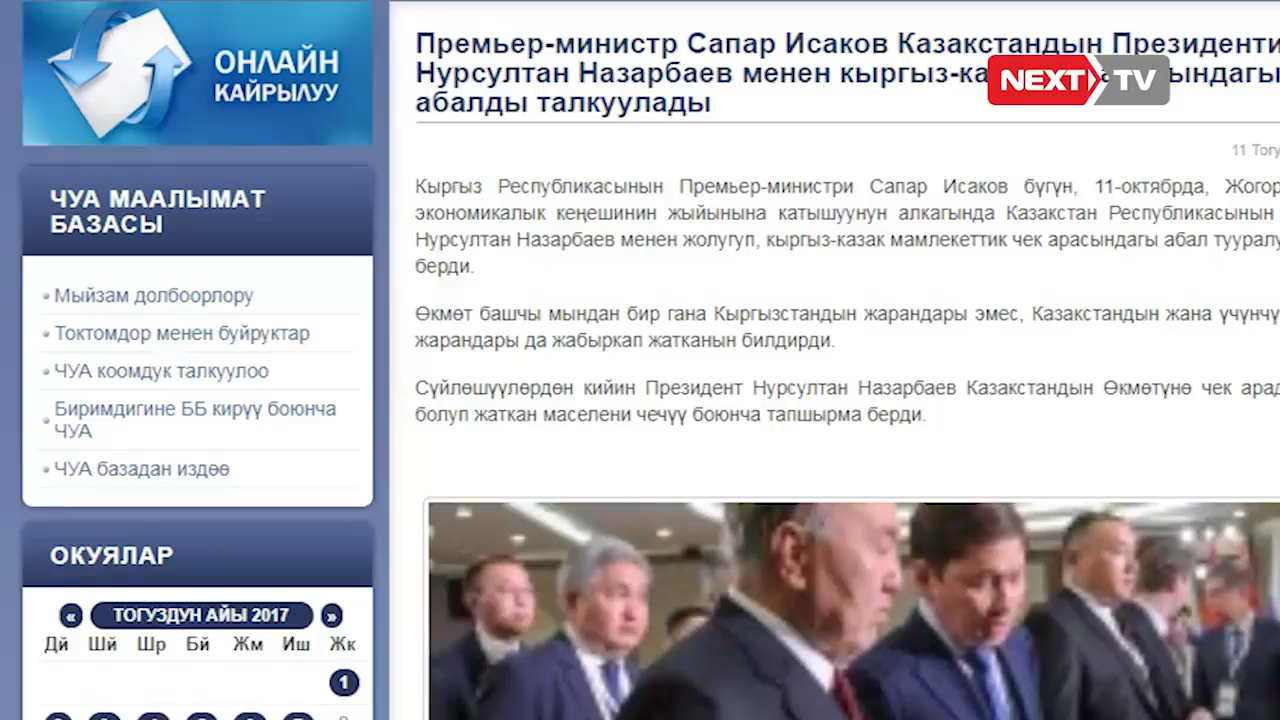 ОНЛАЙН
КАЙРЫЛУУ
ЧУА МААЛЫМАТ
БАЗАСЫ
Мыйзам долбоорлору
Токтомдор менен буйруктар
ЧУА коомдук талкуулоо
Биримдигине ББ кирүү боюнча
ЧУА
ЧУА базадан издөө
ОКУЯЛАР
« ТОГУЗДУН АЙЫ 2017 »
Дй Шй Шр Бй Жм Иш Жк
1
Премьер-министр Сапар Исаков Казакстандын Президенти
Нурсултан Назарбаев менен кыргыз-ка
абалды талкуулады
NEXT TV
11 Тогу
Кыргыз Республикасынын Премьер-министри Сапар Исаков бүгүн, 11-октябрда, Жогор
экономикалык кеңешинин жыйынына катышуунун алкагында Казакстан Республикасынын
Нурсултан Назарбаев менен жолугуп, кыргыз-казак мамлекеттик чек арасындагы абал туурал
берди.
Өкмөт башчы мындан бир гана Кыргызстандын жарандары эмес, Казакстандын жана үчүнчү
жарандары да жабыркап жатканын билдирди.
Сүйлөшүүлөрдөн кийин Президент Нурсултан Назарбаев Казакстандын Өкмөтүнө чек арад
болуп жаткан маселени чечүү боюнча тапшырма берди.